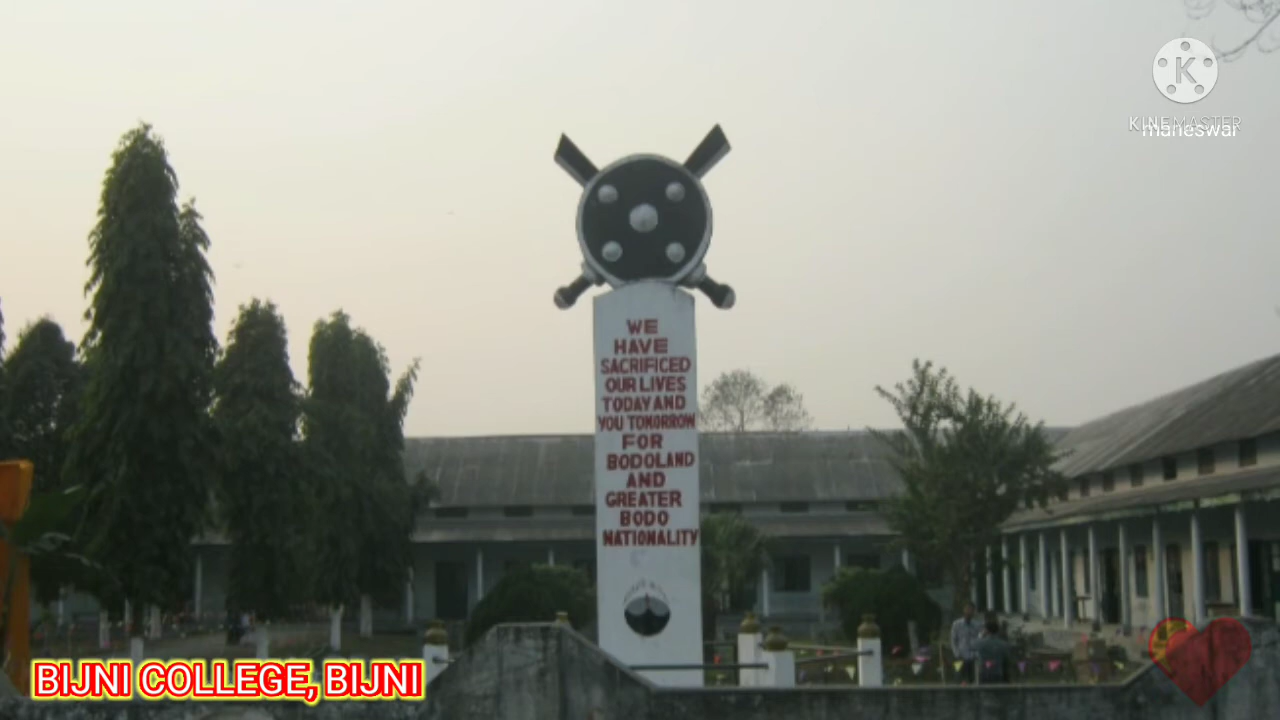 KINEMASTER
maneswar
WE
HAVE
SACRIFICED
OUR LIVES
TODAY AND
YOU TOMORROW
FOR
BODOLAND
AND
GREATER
BODO
NATIONALITY
BIJNI COLLEGE, BIJNI